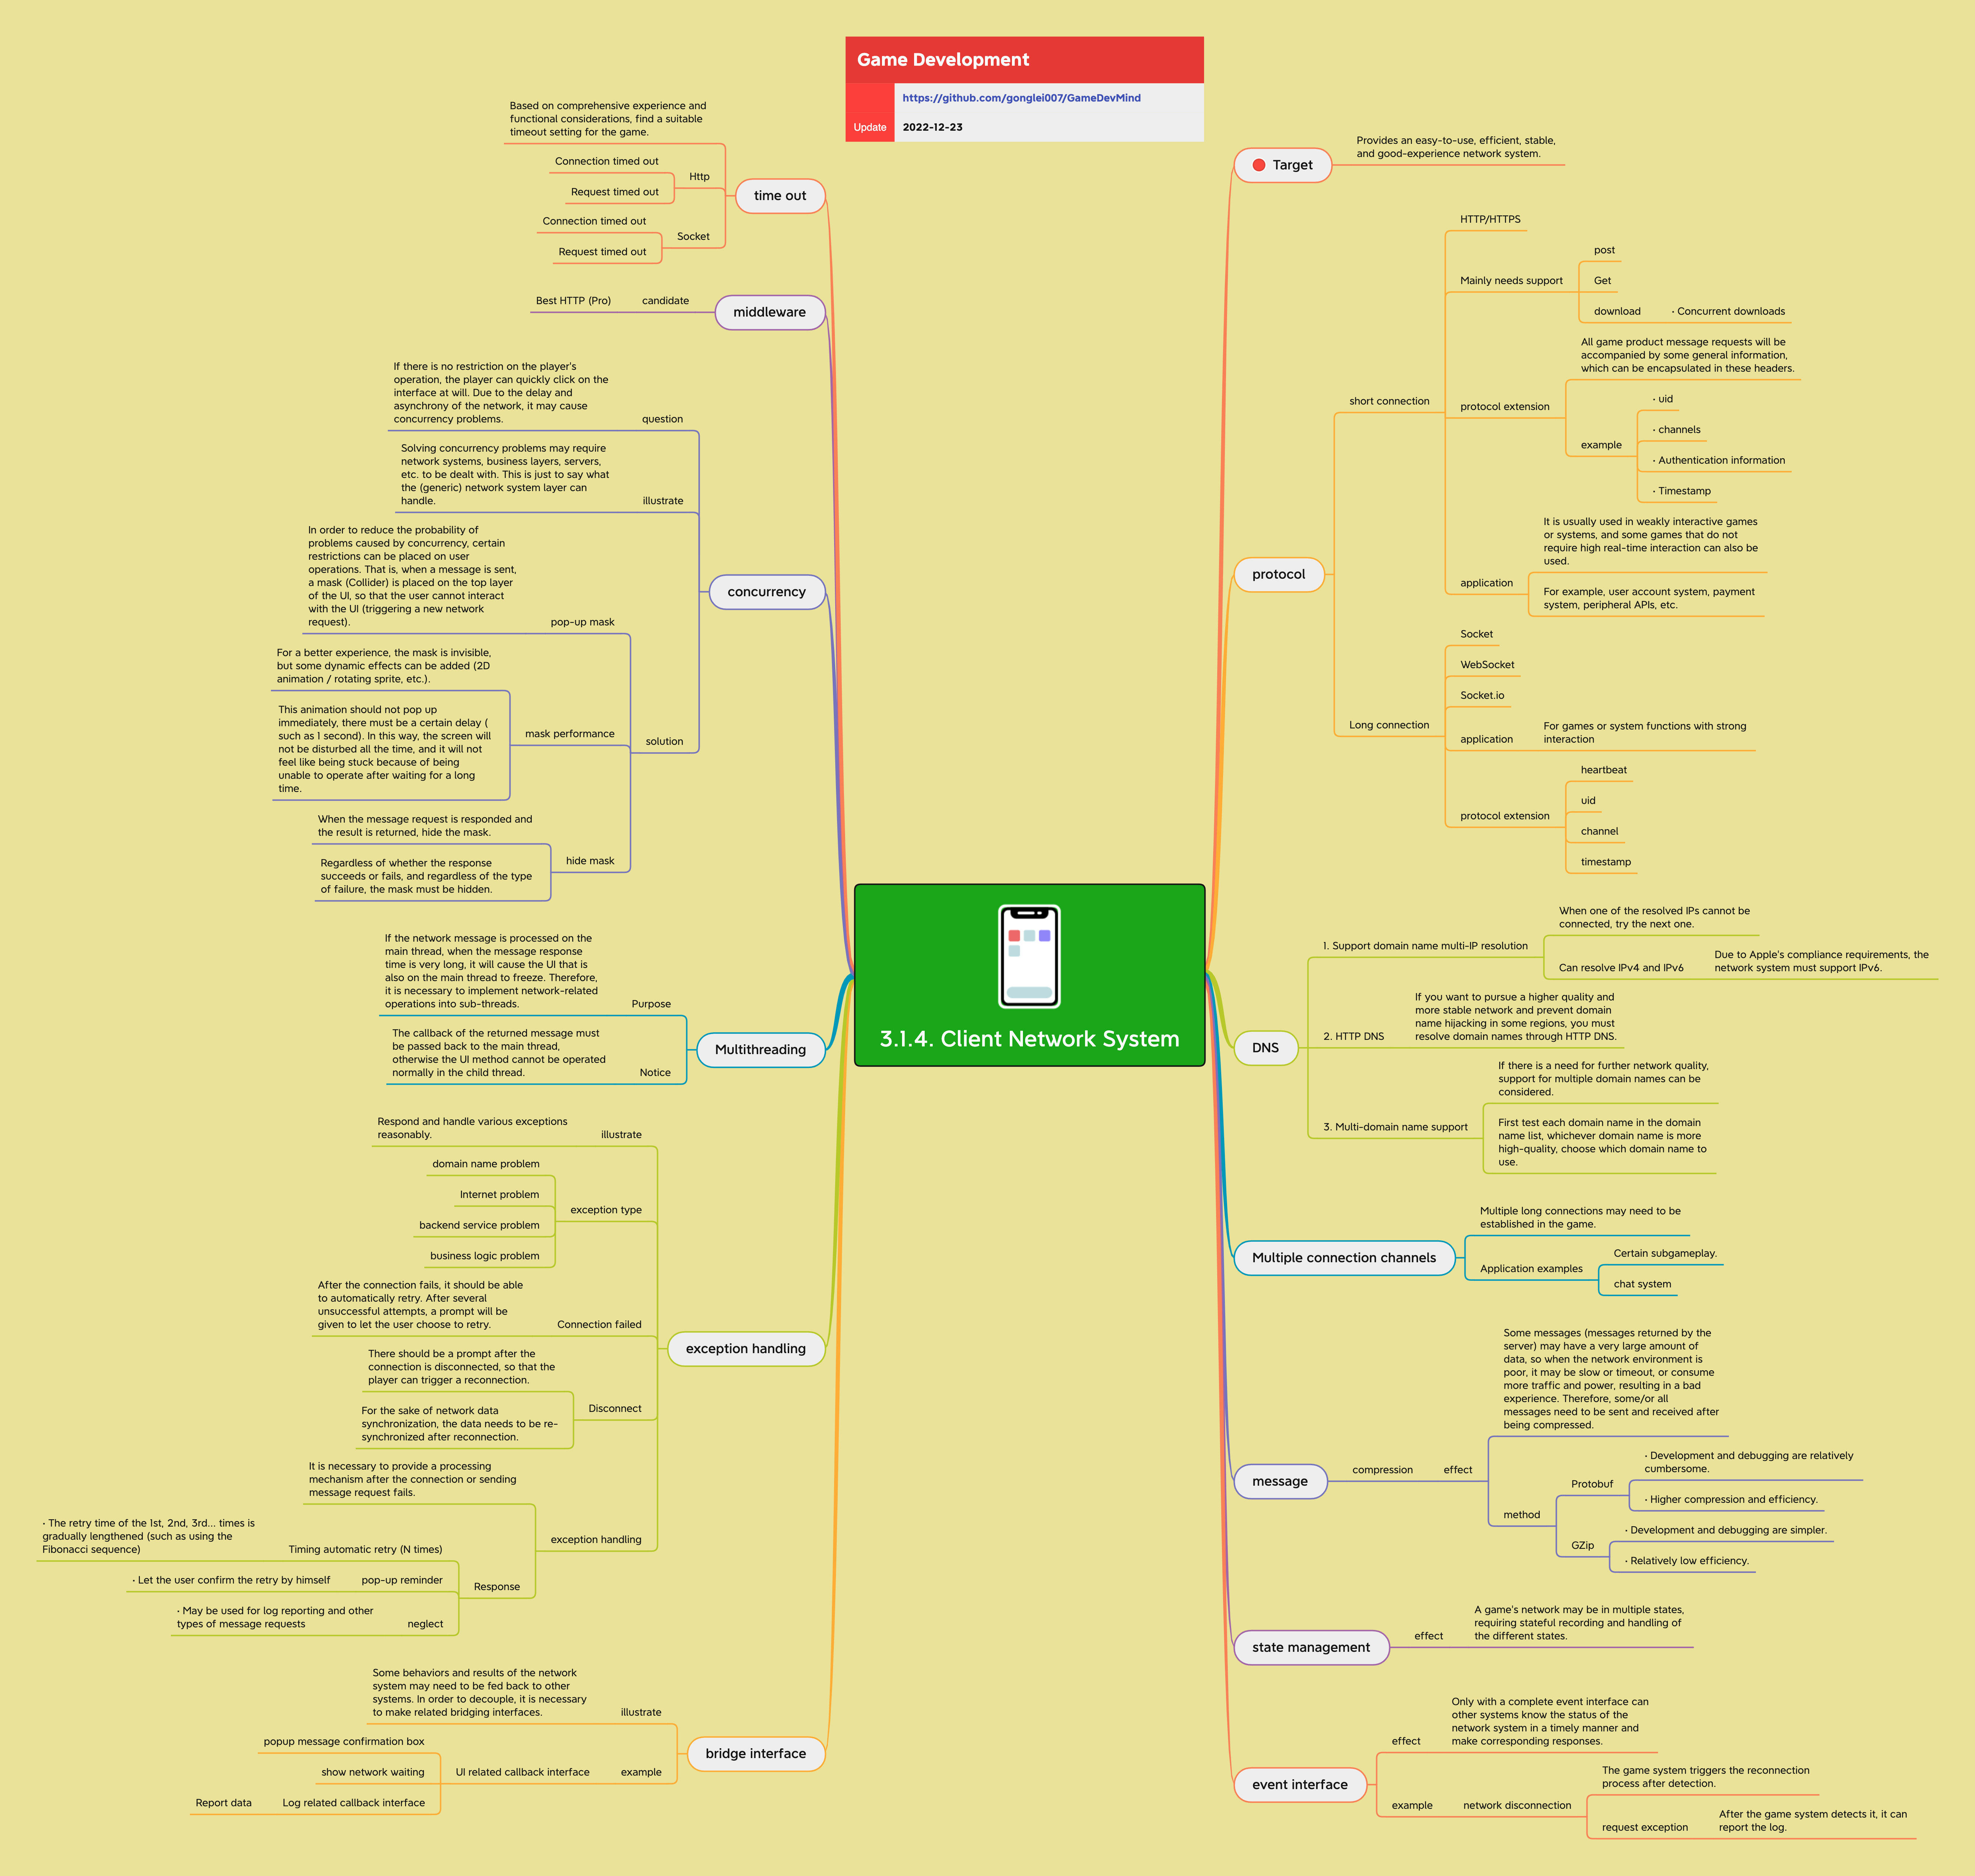 Game Development
https://github.com/gonglei007/GameDevMind
Update
2022-12-23
3.1.4. Client Network System
Target
Provides an easy-to-use, efficient, stable,
and good-experience network system.
protocol
short connection
HTTP/HTTPS
Mainly needs support
post
Get
download
• Concurrent downloads
protocol extension
All game product message requests will be
accompanied by some general information,
which can be encapsulated in these headers.
example
• uid
• channels
• Authentication information
• Timestamp
application
It is usually used in weakly interactive games
or systems, and some games that do not
require high real-time interaction can also be
used.
For example, user account system, payment
system, peripheral APIs, etc.
Long connection
Socket
WebSocket
Socket.io
application
For games or system functions with strong
interaction
protocol extension
heartbeat
uid
channel
timestamp
DNS
1. Support domain name multi-IP resolution
When one of the resolved IPs cannot be
connected, try the next one.
Can resolve IPv4 and IPv6
Due to Apple's compliance requirements, the
network system must support IPv6.
2. HTTP DNS
If you want to pursue a higher quality and
more stable network and prevent domain
name hijacking in some regions, you must
resolve domain names through HTTP DNS.
3. Multi-domain name support
If there is a need for further network quality,
support for multiple domain names can be
considered.
First test each domain name in the domain
name list, whichever domain name is more
high-quality, choose which domain name to
use.
Multiple connection channels
Multiple long connections may need to be
established in the game.
Application examples
Certain subgameplay.
chat system
message
compression
effect
Some messages (messages returned by the
server) may have a very large amount of
data, so when the network environment is
poor, it may be slow or timeout, or consume
more traffic and power, resulting in a bad
experience. Therefore, some/or all
messages need to be sent and received after
being compressed.
method
Protobuf
• Development and debugging are relatively
cumbersome.
• Higher compression and efficiency.
GZip
• Development and debugging are simpler.
• Relatively low efficiency.
state management
effect
A game's network may be in multiple states,
requiring stateful recording and handling of
the different states.
event interface
effect
Only with a complete event interface can
other systems know the status of the
network system in a timely manner and
make corresponding responses.
example
network disconnection
The game system triggers the reconnection
process after detection.
request exception
After the game system detects it, it can
report the log.
time out
Based on comprehensive experience and
functional considerations, find a suitable
timeout setting for the game.
Http
Connection timed out
Request timed out
Socket
Connection timed out
Request timed out
middleware
candidate
Best HTTP (Pro)
concurrency
question
If there is no restriction on the player's
operation, the player can quickly click on the
interface at will. Due to the delay and
asynchrony of the network, it may cause
concurrency problems.
illustrate
Solving concurrency problems may require
network systems, business layers, servers,
etc. to be dealt with. This is just to say what
the (generic) network system layer can
handle.
solution
pop-up mask
In order to reduce the probability of
problems caused by concurrency, certain
restrictions can be placed on user
operations. That is, when a message is sent,
a mask (Collider) is placed on the top layer
of the UI, so that the user cannot interact
with the UI (triggering a new network
request).
mask performance
For a better experience, the mask is invisible,
but some dynamic effects can be added (2D
animation / rotating sprite, etc.).
This animation should not pop up
immediately, there must be a certain delay (
such as 1 second). In this way, the screen will
not be disturbed all the time, and it will not
feel like being stuck because of being
unable to operate after waiting for a long
time.
hide mask
When the message request is responded and
the result is returned, hide the mask.
Regardless of whether the response
succeeds or fails, and regardless of the type
of failure, the mask must be hidden.
Multithreading
Purpose
If the network message is processed on the
main thread, when the message response
time is very long, it will cause the UI that is
also on the main thread to freeze. Therefore,
it is necessary to implement network-related
operations into sub-threads.
Notice
The callback of the returned message must
be passed back to the main thread,
otherwise the UI method cannot be operated
normally in the child thread.
exception handling
illustrate
Respond and handle various exceptions
reasonably.
exception type
domain name problem
Internet problem
backend service problem
business logic problem
Connection failed
After the connection fails, it should be able
to automatically retry. After several
unsuccessful attempts, a prompt will be
given to let the user choose to retry.
Disconnect
There should be a prompt after the
connection is disconnected, so that the
player can trigger a reconnection.
For the sake of network data
synchronization, the data needs to be re-
synchronized after reconnection.
exception handling
It is necessary to provide a processing
mechanism after the connection or sending
message request fails.
Response
Timing automatic retry (N times)
• The retry time of the 1st, 2nd, 3rd... times is
gradually lengthened (such as using the
Fibonacci sequence)
pop-up reminder
• Let the user confirm the retry by himself
neglect
• May be used for log reporting and other
types of message requests
bridge interface
illustrate
Some behaviors and results of the network
system may need to be fed back to other
systems. In order to decouple, it is necessary
to make related bridging interfaces.
example
UI related callback interface
popup message confirmation box
show network waiting
Log related callback interface
Report data